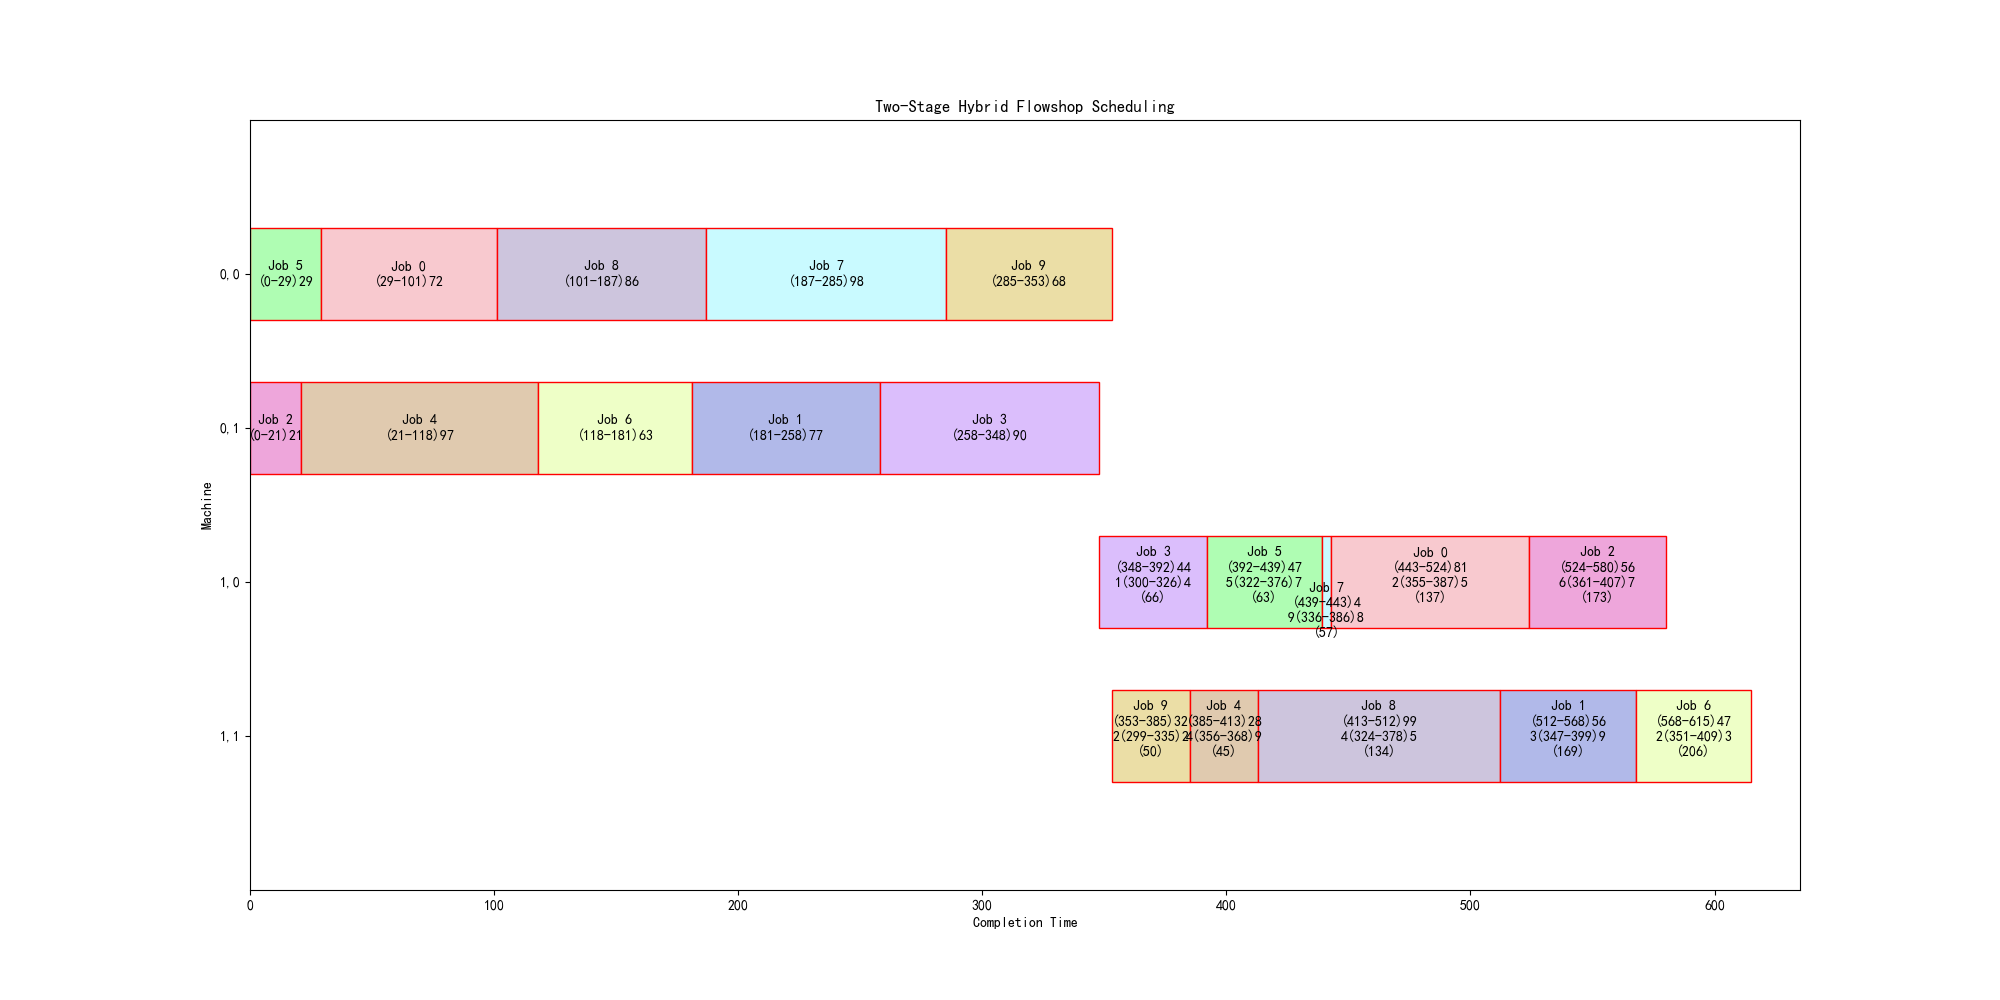 Two-Stage Hybrid Flowshop Scheduling
Machine
0,0
Job 5
(0-29)29
Job 0
(29-101)72
Job 8
(101-187)86
Job 7
(187-285)98
Job 9
(285-353)68
0,1
Job 2
(0-21)21
Job 4
(21-118)97
Job 6
(118-181)63
Job 1
(181-258)77
Job 3
(258-348)90
1,0
Job 3
(348-392)44
1(300-326)4
(66)
Job 5
(392-439)47
5(322-376)7
(63)
Job 7
(439-443)4
9(336-386)8
(57)
Job 0
(443-524)81
2(355-387)5
(137)
Job 2
(524-580)56
6(361-407)7
(173)
1,1
Job 9
(353-385)32
2(299-335)2
(50)
Job 4
(385-413)28
4(356-368)9
(45)
Job 8
(413-512)99
4(324-378)5
(134)
Job 1
(512-568)56
3(347-399)9
(169)
Job 6
(568-615)47
2(351-409)3
(206)
0 100 200 300 400 500 600
Completion Time